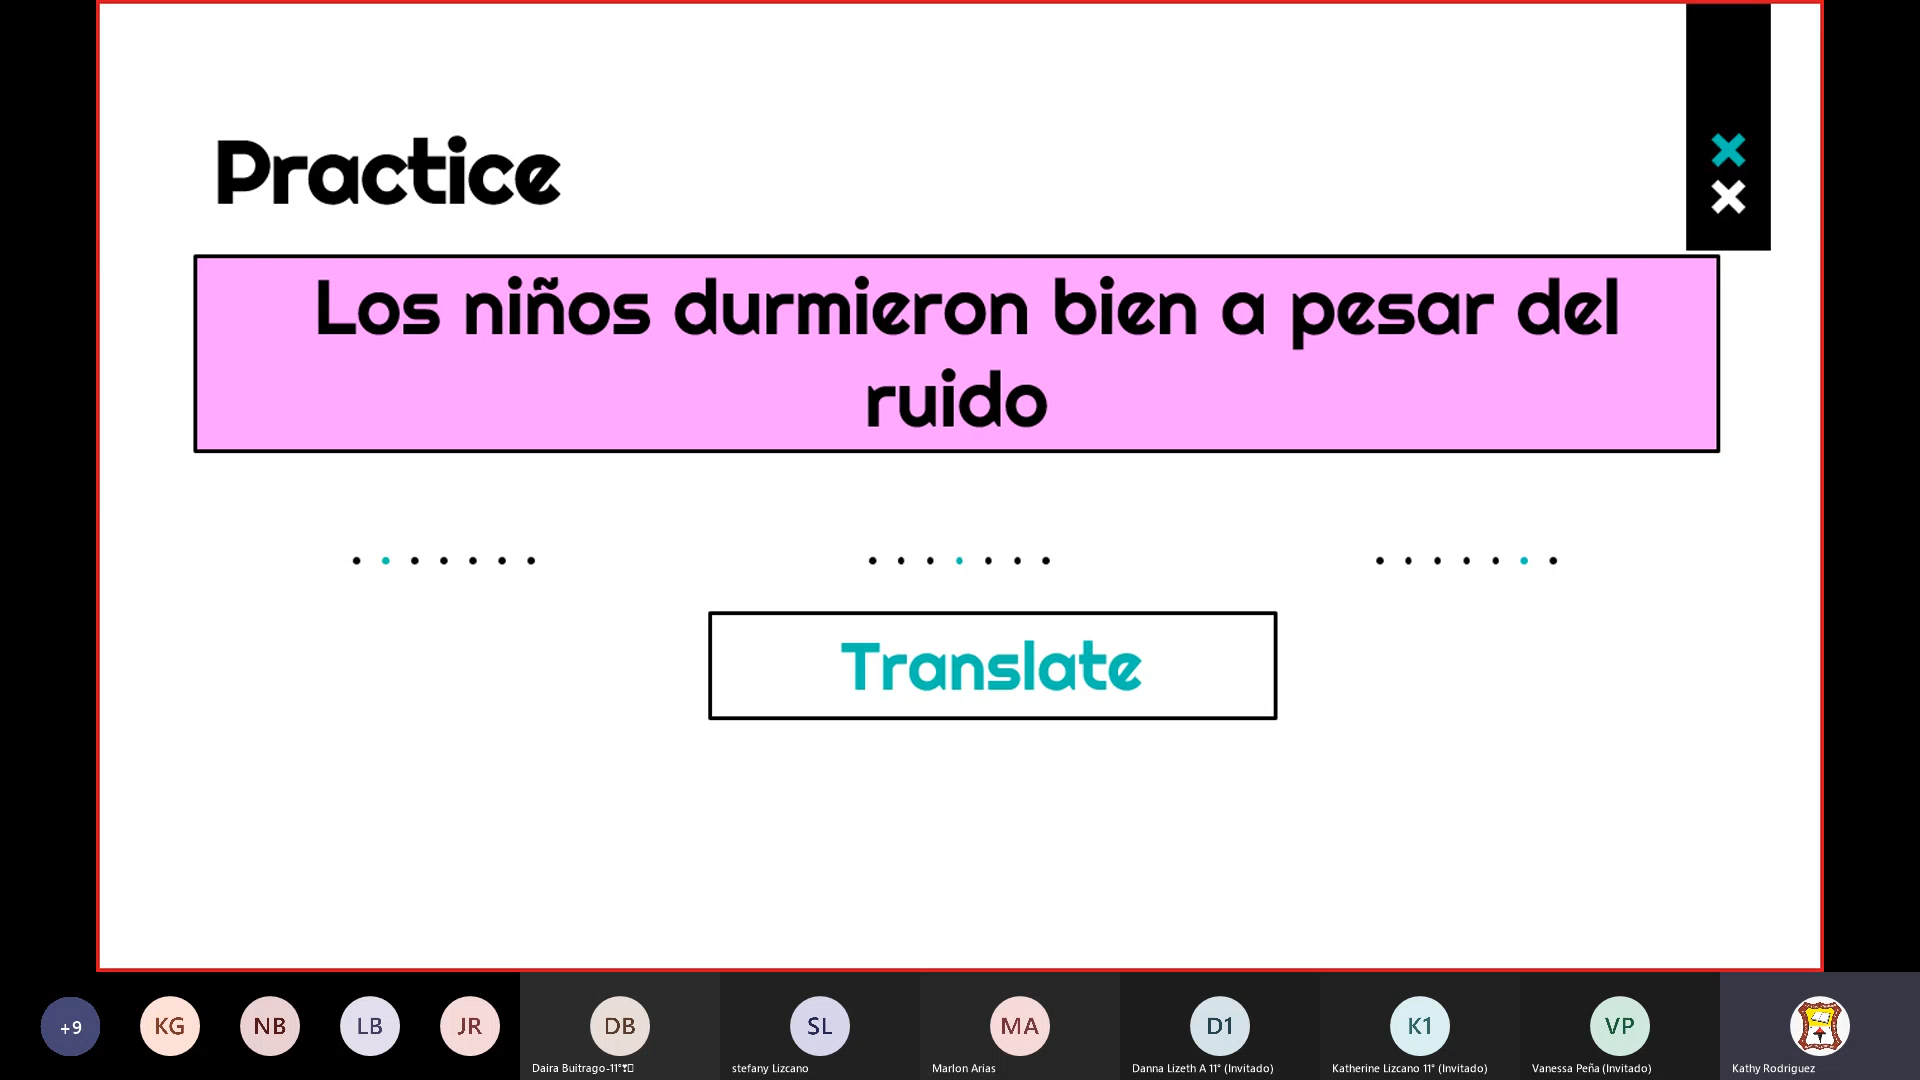 Practice
Los niños durmieron bien a pesar del
ruido
Translate
+9
KG
NB
LB
JR
DB
SL
MA
D1
K1
VP
Daira Buitrago-11°
stefany Lizcano
Marlon Arias
Danna Lizeth A 11° (Invitado)
Katherine Lizcano 11° (Invitado)
Vanessa Peña (Invitado)
Kathy Rodriguez